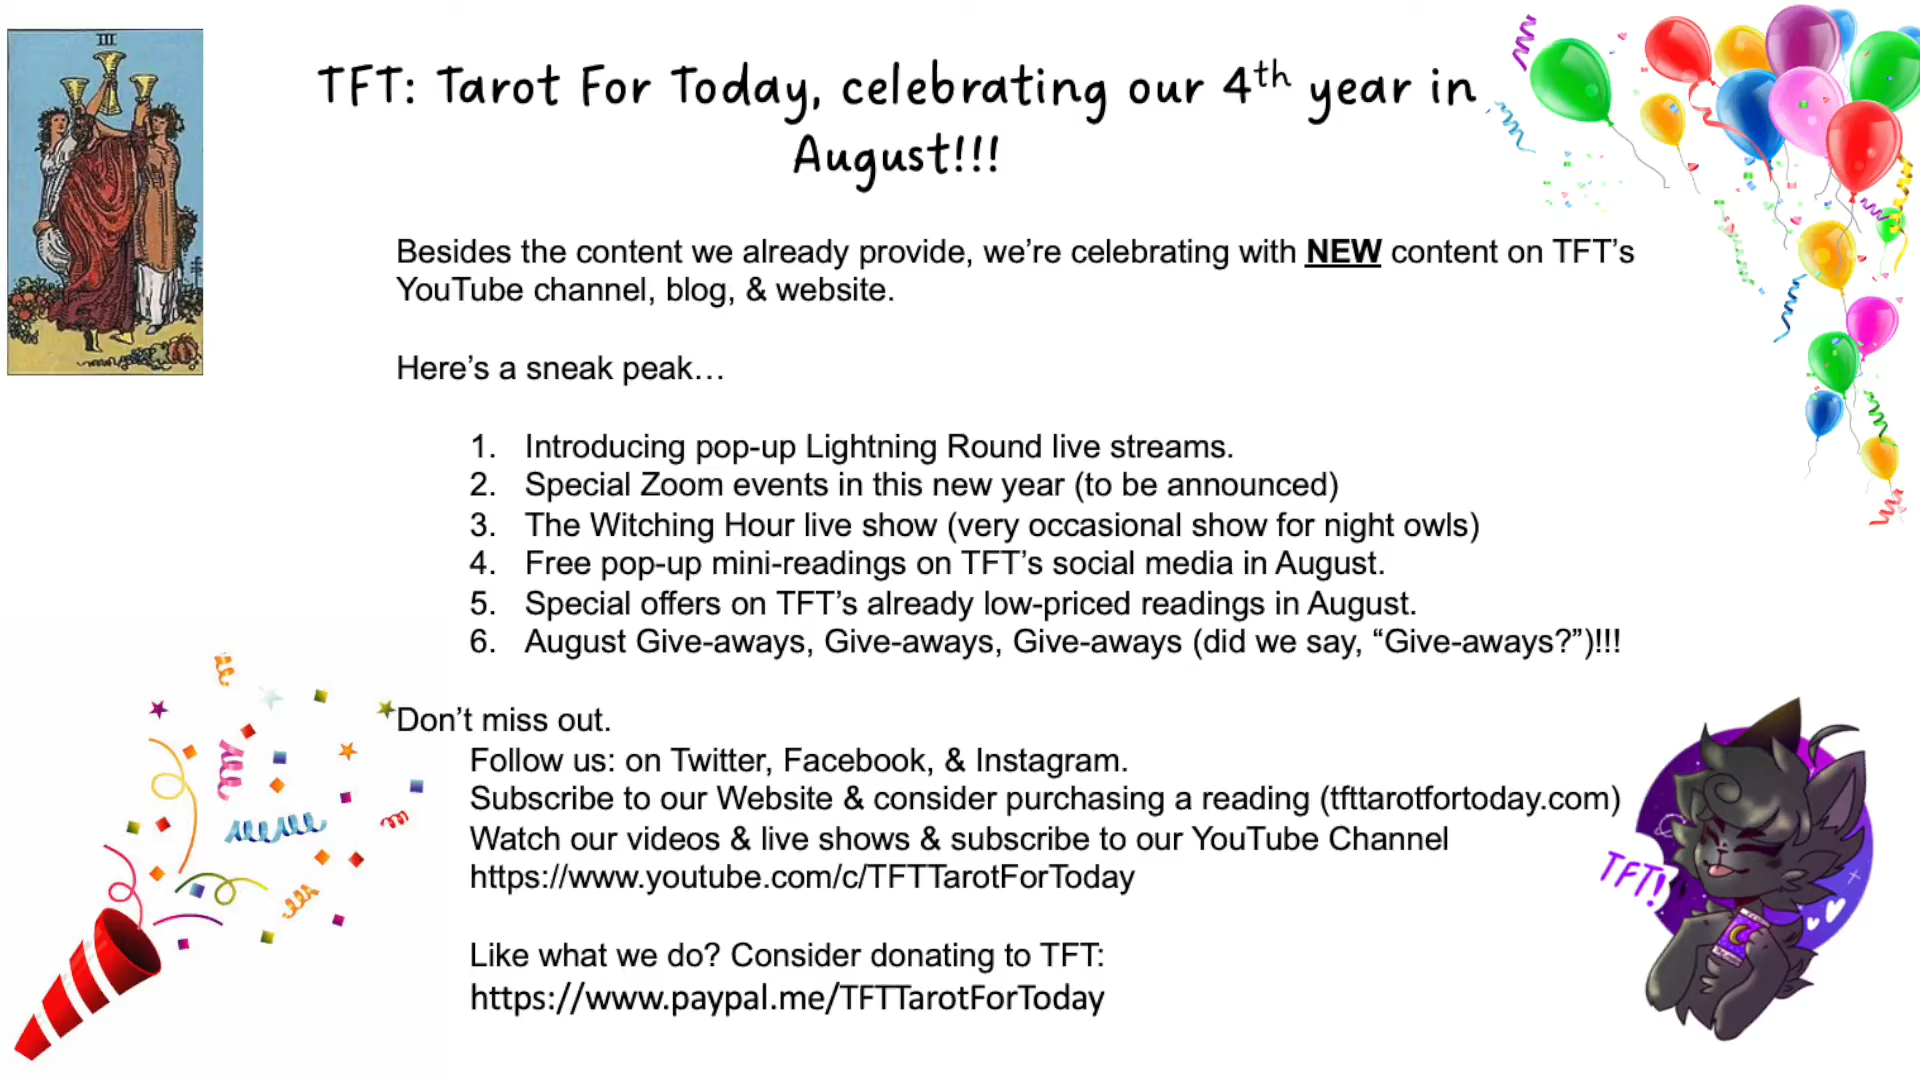 III
TFT: Tarot For Today, celebrating our 4th year in
August!!!
Besides the content we already provide, we’re celebrating with NEW content on TFT’s
YouTube channel, blog, & website.
Here’s a sneak peak…
1. Introducing pop-up Lightning Round live streams.
2. Special Zoom events in this new year (to be announced)
3. The Witching Hour live show (very occasional show for night owls)
4. Free pop-up mini-readings on TFT’s social media in August.
5. Special offers on TFT’s already low-priced readings in August.
6. August Give-aways, Give-aways, Give-aways (did we say, “Give-aways?”)!!!
Don’t miss out.
Follow us: on Twitter, Facebook, & Instagram.
Subscribe to our Website & consider purchasing a reading (tfttarotfortoday.com)
Watch our videos & live shows & subscribe to our YouTube Channel
https://www.youtube.com/c/TFTTarotForToday
TFT!
Like what we do? Consider donating to TFT:
https://www.paypal.me/TFTTarotForToday